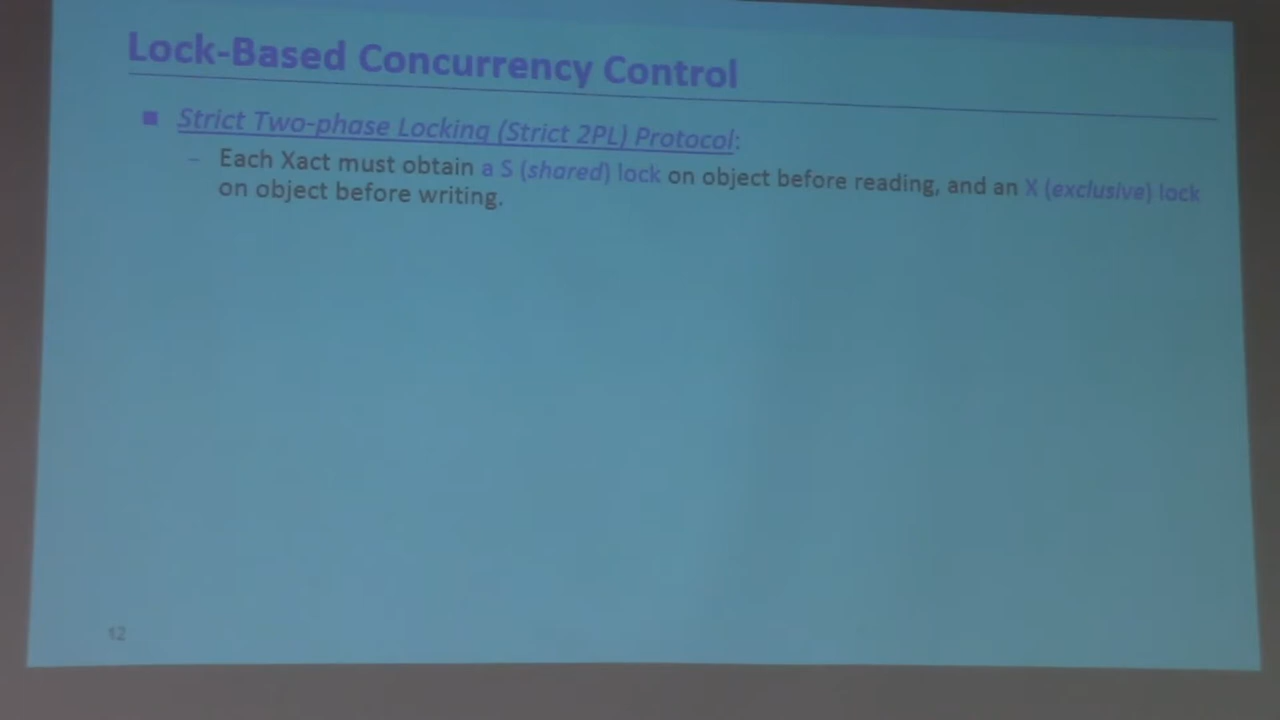 Lock-Based Concurrency Control
■ Strict Two-phase Locking (Strict 2PL) Protocol:
– Each Xact must obtain a S (shared) lock on object before reading, and an X (exclusive) lock
on object before writing.
12